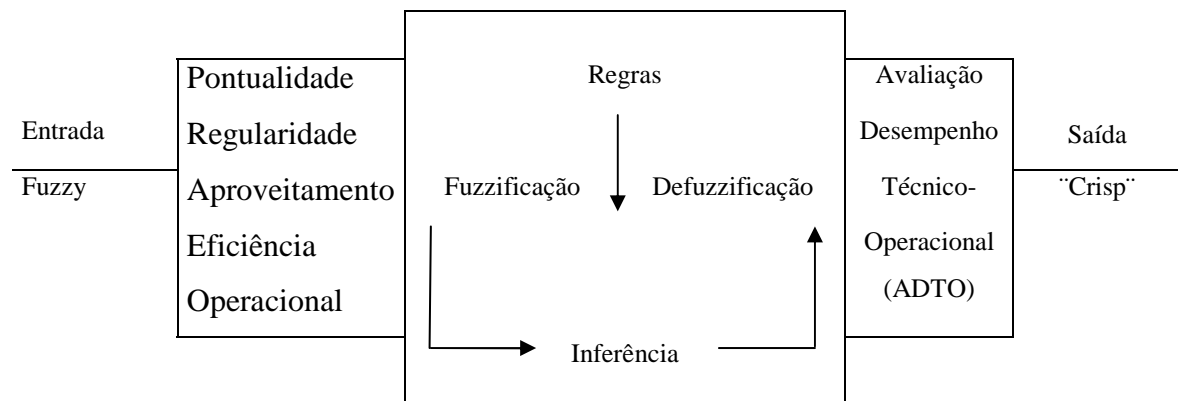 Entrada
Fuzzy
Pontualidade
Regularidade
Aproveitamento
Eficiência
Operacional
Regras
Fuzzificação
Defuzzificação
Inferência
Avaliação
Desempenho
Técnico-
Operacional
(ADTO)
Saída
¨Crisp¨